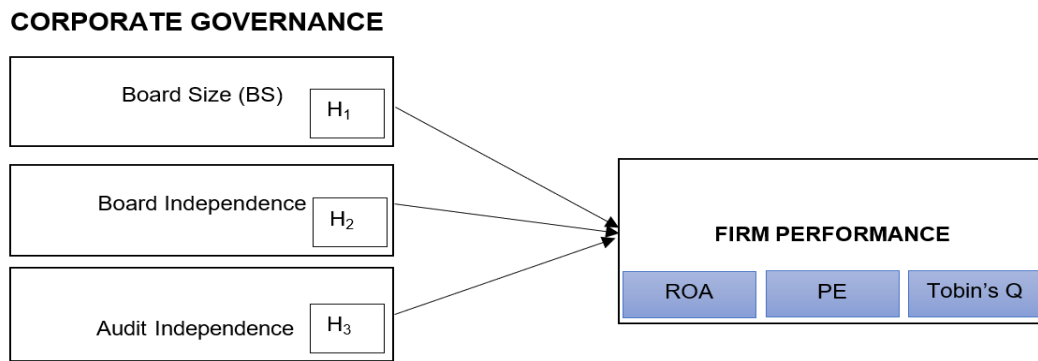 CORPORATE GOVERNANCE
Board Size (BS)
H₁
Board Independence
H₂
Audit Independence
H₃
FIRM PERFORMANCE
ROA
PE
Tobin’s Q